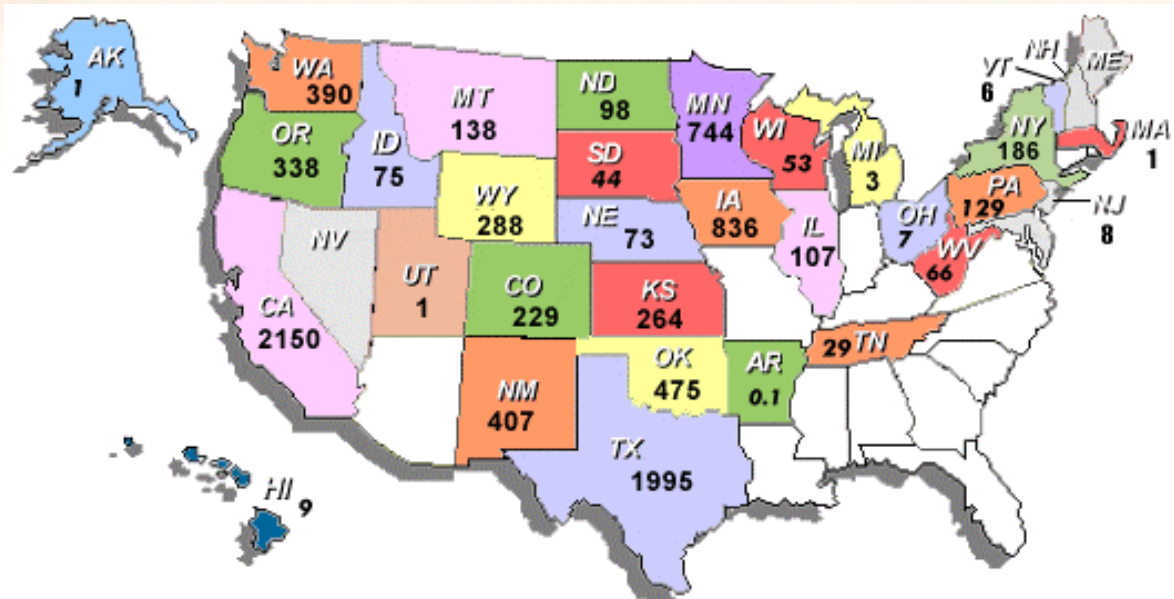 AK
1
WA
390
OR
338
CA
2150
NV
ID
75
MT
138
WY
288
UT
1
CO
229
NM
407
ND
98
SD
44
NE
73
KS
264
OK
475
TX
1995
MN
744
IA
836
AR
0.1
WI
53
IL
107
MI
3
OH
7
WV
66
29 TN
PA
129
NY
186
VT
6
NH
ME
MA
1
NJ
8
HI
9